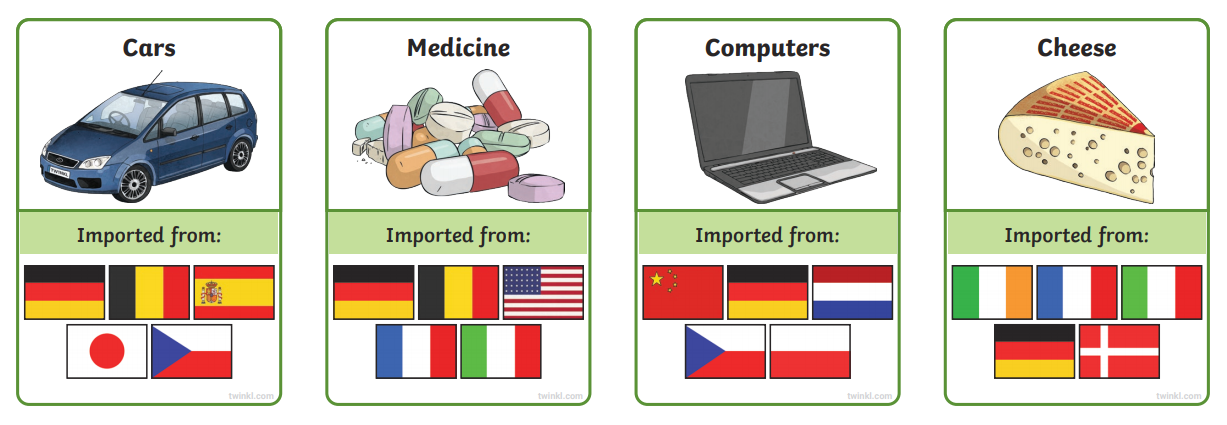 Cars
TWINKL
Imported from:
twinkl.com
Medicine
Imported from:
twinkl.com
Computers
Imported from:
twinkl.com
Cheese
Imported from:
twinkl.com